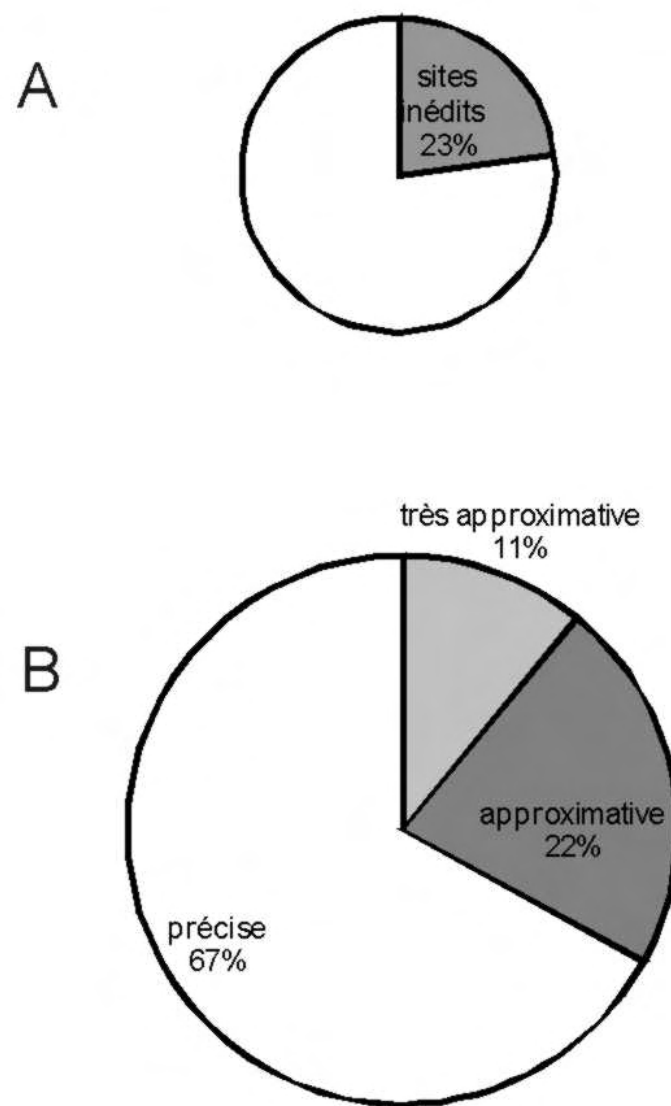 A
sites
inédits
23%
B
très approximative
11%
approximative
22%
précise
67%